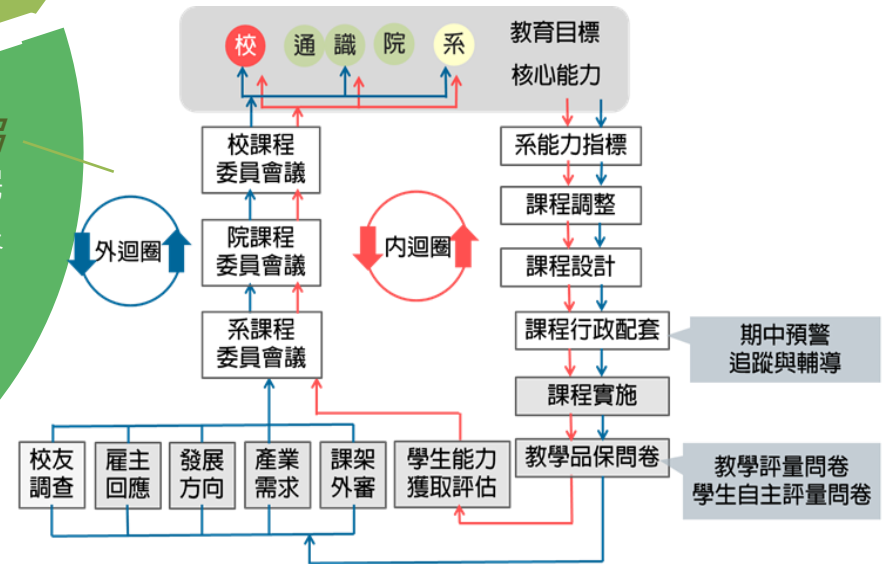 校 通 識 院 系
教育目標
核心能力
校課程
委員會議
院課程
委員會議
系課程
委員會議
外迴圈
內迴圈
系能力指標
課程調整
課程設計
課程行政配套
課程實施
教學品保問卷
期中預警
追蹤與輔導
教學評量問卷
學生自主評量問卷
校友
調查
雇主
回應
發展
方向
產業
需求
課架
外審
學生能力
獲取評估